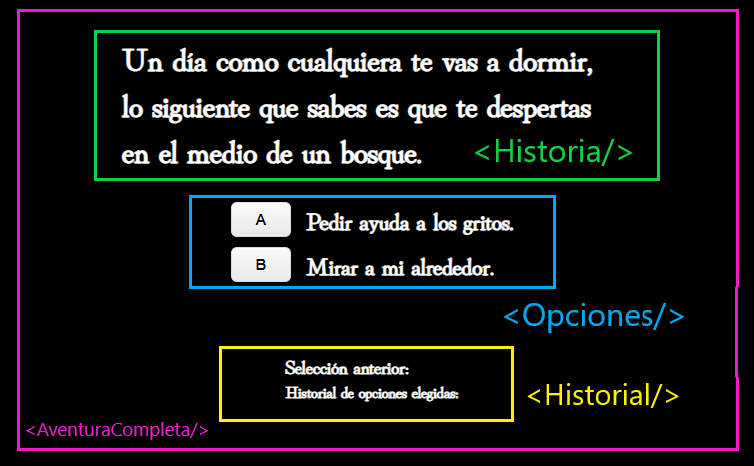 Un día como cualquiera te vas a dormir,
lo siguiente que sabes es que te despertas
en el medio de un bosque.
<Historia/>
A Pedir ayuda a los gritos.
B Mirar a mi alrededor.
<Opciones/>
Selección anterior:
Historial de opciones elegidas:
<Historial/>
<AventuraCompleta/>